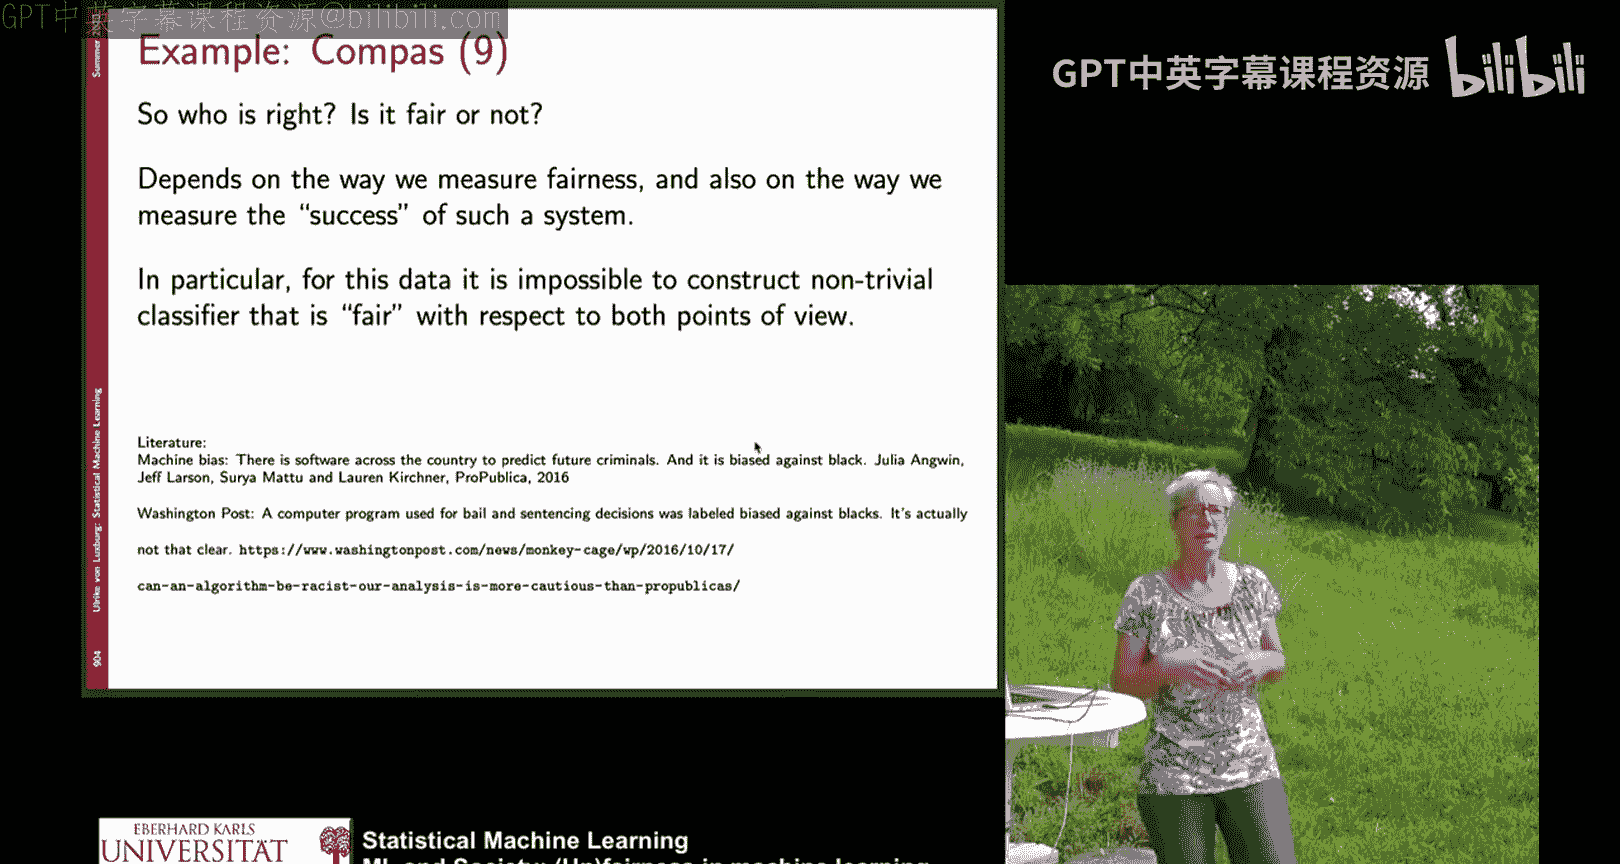 GPT中英字幕课程资源@bilibili.com
Example: Compas (9)
So who is right? Is it fair or not?
Depends on the way we measure fairness, and also on the way we
measure the “success” of such a system.
In particular, for this data it is impossible to construct non-trivial
classifier that is “fair” with respect to both points of view.
Literature:
Machine bias: There is software across the country to predict future criminals. And it is biased against black. Julia Angwin,
Jeff Larson, Surya Mattu and Lauren Kirchner, ProPublica, 2016
Washington Post: A computer program used for bail and sentencing decisions was labeled biased against blacks. It's actually
not that clear. https://www.washingtonpost.com/news/monkey-cage/wp/2016/10/17/
can-an-algorithm-be-racist-our-analysis-is-more-cautious-than-propublicas/
Summer
Ulrike von Luxburg: Statistical Machine Learning
904
GPT中英字幕课程资源 bilibili
EBERHARD KARLS
UNIVERSITÄT
Statistical Machine Learning
ML and Society: (Un)fairness in machine learning